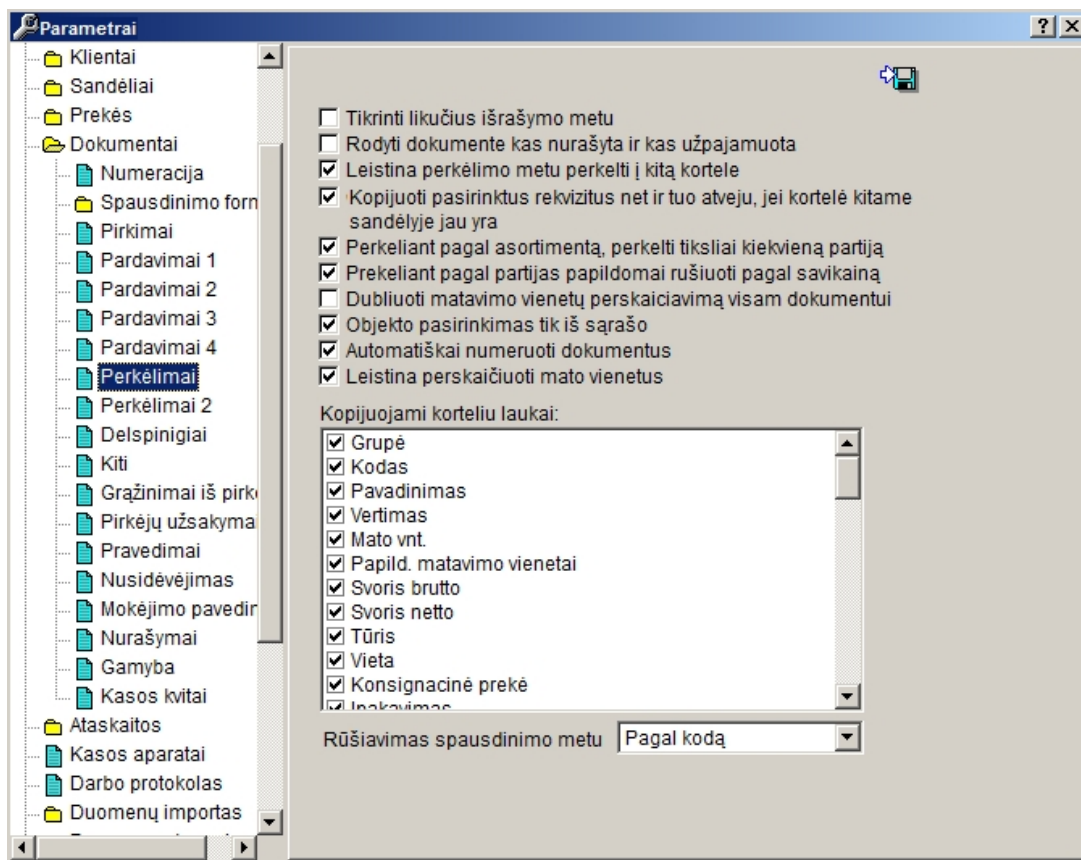 Parametrai
Klientai
Sandėliai
Prekės
Dokumentai
Numeracija
Spausdinimo forn
Pirkimai
Pardavimai 1
Pardavimai 2
Pardavimai 3
Pardavimai 4
Perkėlimai
Perkėlimai 2
Delspinigiai
Kiti
Grąžinimai iš pirk
Pirkėjų užsakyma
Pravedimai
Nusidėvėjimas
Mokėjimo pavedin
Nurašymai
Gamyba
Kasos kvitai
Ataskaitos
Kasos aparatai
Darbo protokolas
Duomenų importas
Tikrinti likučius išrašymo metu
Rodyti dokumente kas nurašyta ir kas užpajamuota
Leistina perkėlimo metu perkelti į kitą kortele
Kopijuoti pasirinktus rekvizitus net ir tuo atveju, jei kortelė kitame
sandėlyje jau yra
Perkeliant pagal asortimentą, perkelti tiksliai kiekvieną partiją
Prekeliant pagal partijas papildomai rušiuoti pagal savikainą
Dubliuoti matavimo vienetų perskaiciavimą visam dokumentui
Objekto pasirinkimas tik iš sąrašo
Automatiškai numeruoti dokumentus
Leistina perskaičiuoti mato vienetus
Kopijuojami korteliu laukai:
Grupė
Kodas
Pavadinimas
Vertimas
Mato vnt.
Papild. matavimo vienetai
Svoris brutto
Svoris netto
Tūris
Vieta
Konsignacinė prekė
Įpakavimas
Rūšiavimas spausdinimo metu Pagal kodą